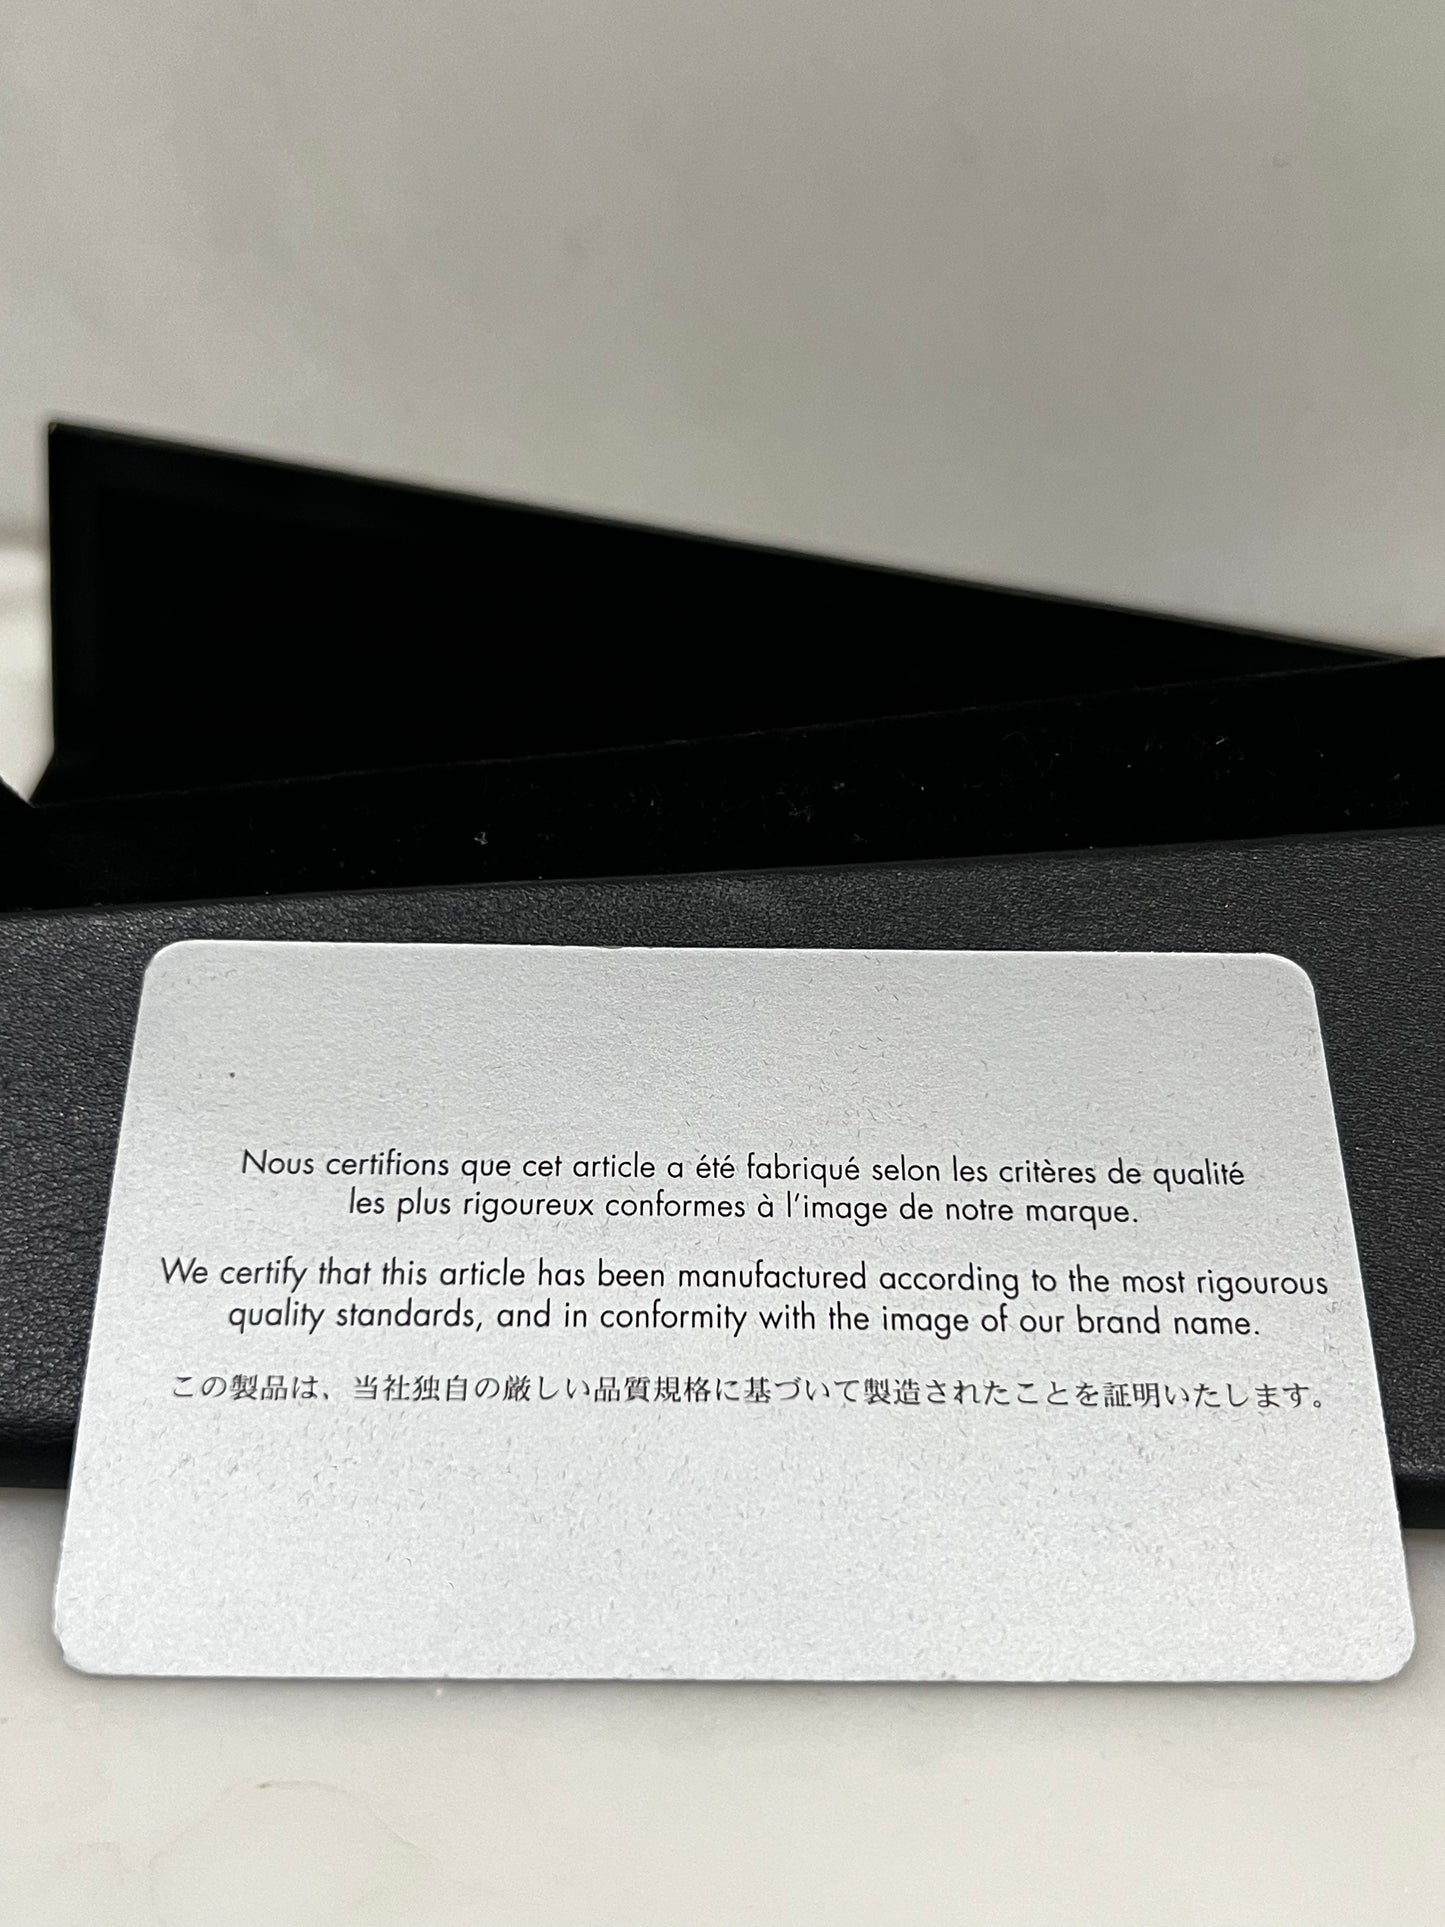 Nous certifions que cet article a été fabriqué selon les critères de qualité
les plus rigoureux conformes à l'image de notre marque.
We certify that this article has been manufactured according to the most rigourous
quality standards, and in conformity with the image of our brand name.
この製品は、当社独自の厳しい品質規格に基づいて製造されたことを証明いたします。